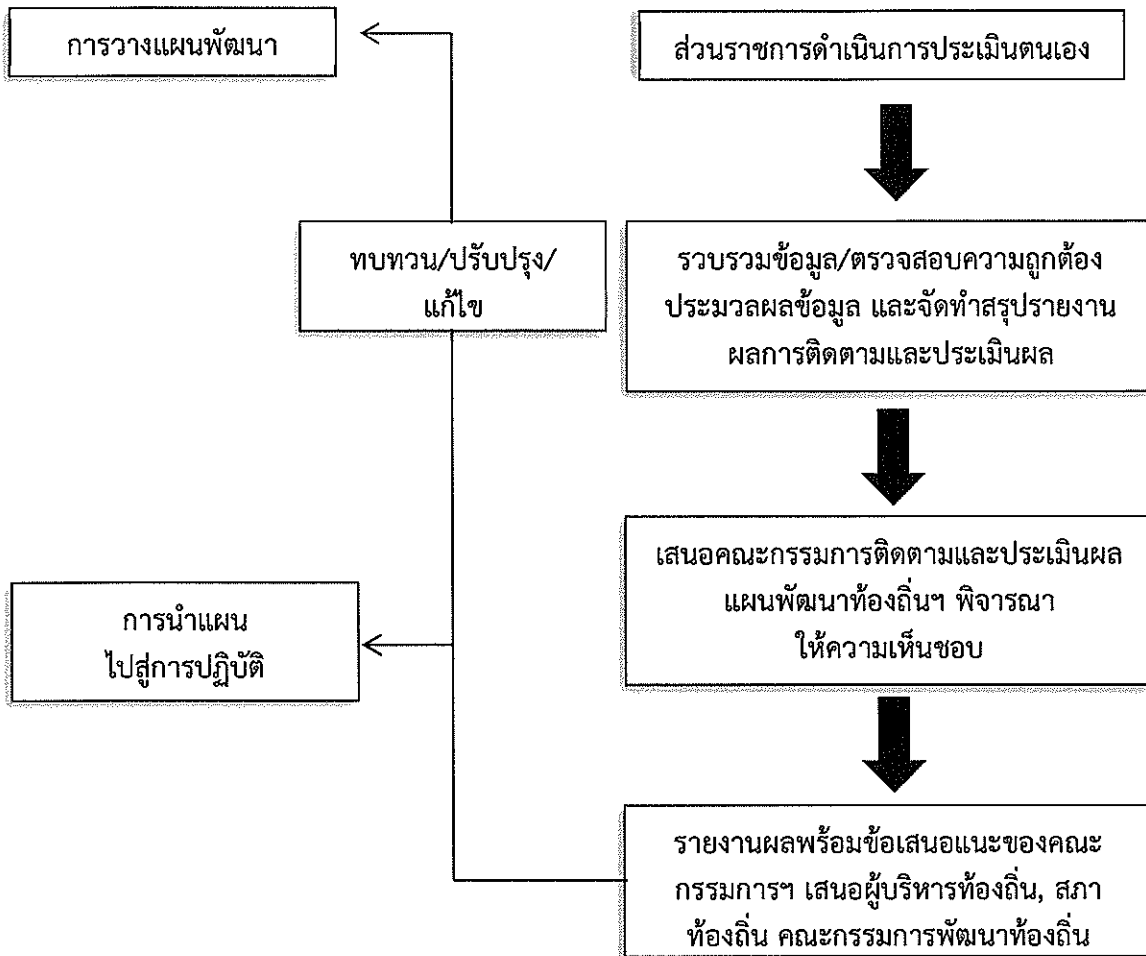 การวางแผนพัฒนา
ส่วนราชการดำเนินการประเมินตนเอง
ทบทวน/ปรับปรุง/
แก้ไข
รวบรวมข้อมูล/ตรวจสอบความถูกต้อง
ประมวลผลข้อมูล และจัดทำสรุปรายงาน
ผลการติดตามและประเมินผล
เสนอคณะกรรมการติดตามและประเมินผล
แผนพัฒนาท้องถิ่นฯ พิจารณา
ให้ความเห็นชอบ
การนำแผน
ไปสู่การปฏิบัติ
รายงานผลพร้อมข้อเสนอแนะของคณะ
กรรมการฯ เสนอผู้บริหารท้องถิ่น, สภา
ท้องถิ่น คณะกรรมการพัฒนาท้องถิ่น